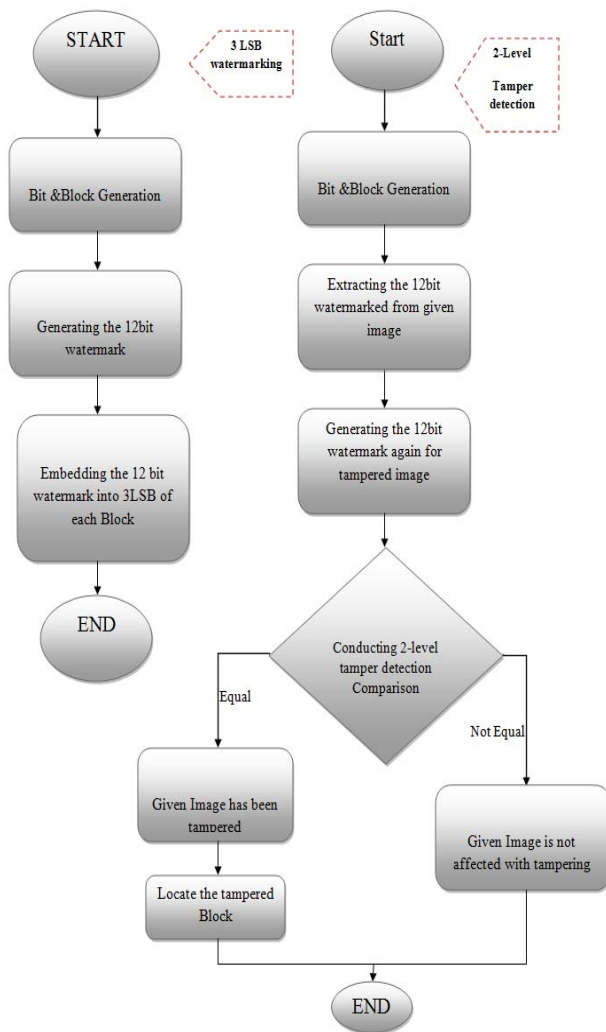 START
3 LSB
watermarking
Bit &Block Generation
Generating the 12bit
watermark
Embedding the 12 bit
watermark into 3LSB of
each Block
END
Start
2-Level
Tamper
detection
Bit &Block Generation
Extracting the 12bit
watermarked from given
image
Generating the 12bit
watermark again for
tampered image
Conducting 2-level
tamper detection
Comparison
Equal
Not Equal
Given Image has been
tampered
Given Image is not
affected with tampering
Locate the tampered
Block
END